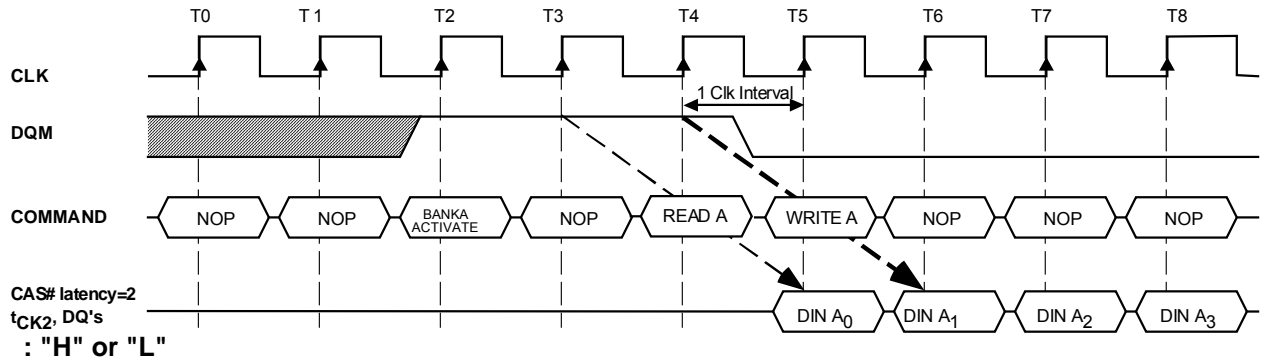 T0 T 1 T2 T3 T4 T5 T6 T7 T8
CLK
1 Clk Interval
DQM
COMMAND NOP NOP BANKA ACTIVATE NOP READ A WRITE A NOP NOP NOP
CAS# latency=2
tCK2, DQ's DIN A0 DIN A1 DIN A2 DIN A3
: "H" or "L"